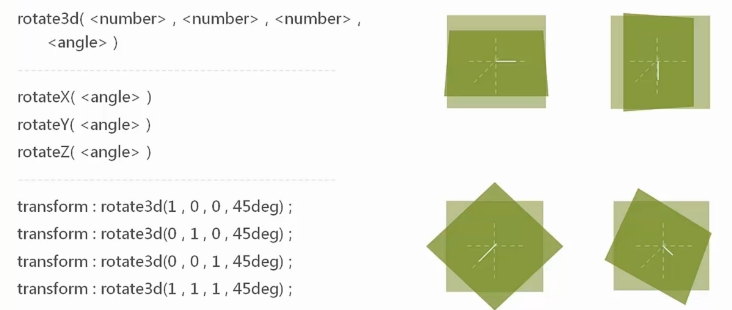 rotate3d( <number> , <number> , <number> ,
<angle> )
rotateX( <angle> )
rotateY( <angle> )
rotateZ( <angle> )
transform : rotate3d(1 , 0 , 0 , 45deg) ;
transform : rotate3d(0 , 1 , 0 , 45deg) ;
transform : rotate3d(0 , 0 , 1 , 45deg) ;
transform : rotate3d(1 , 1 , 1 , 45deg) ;